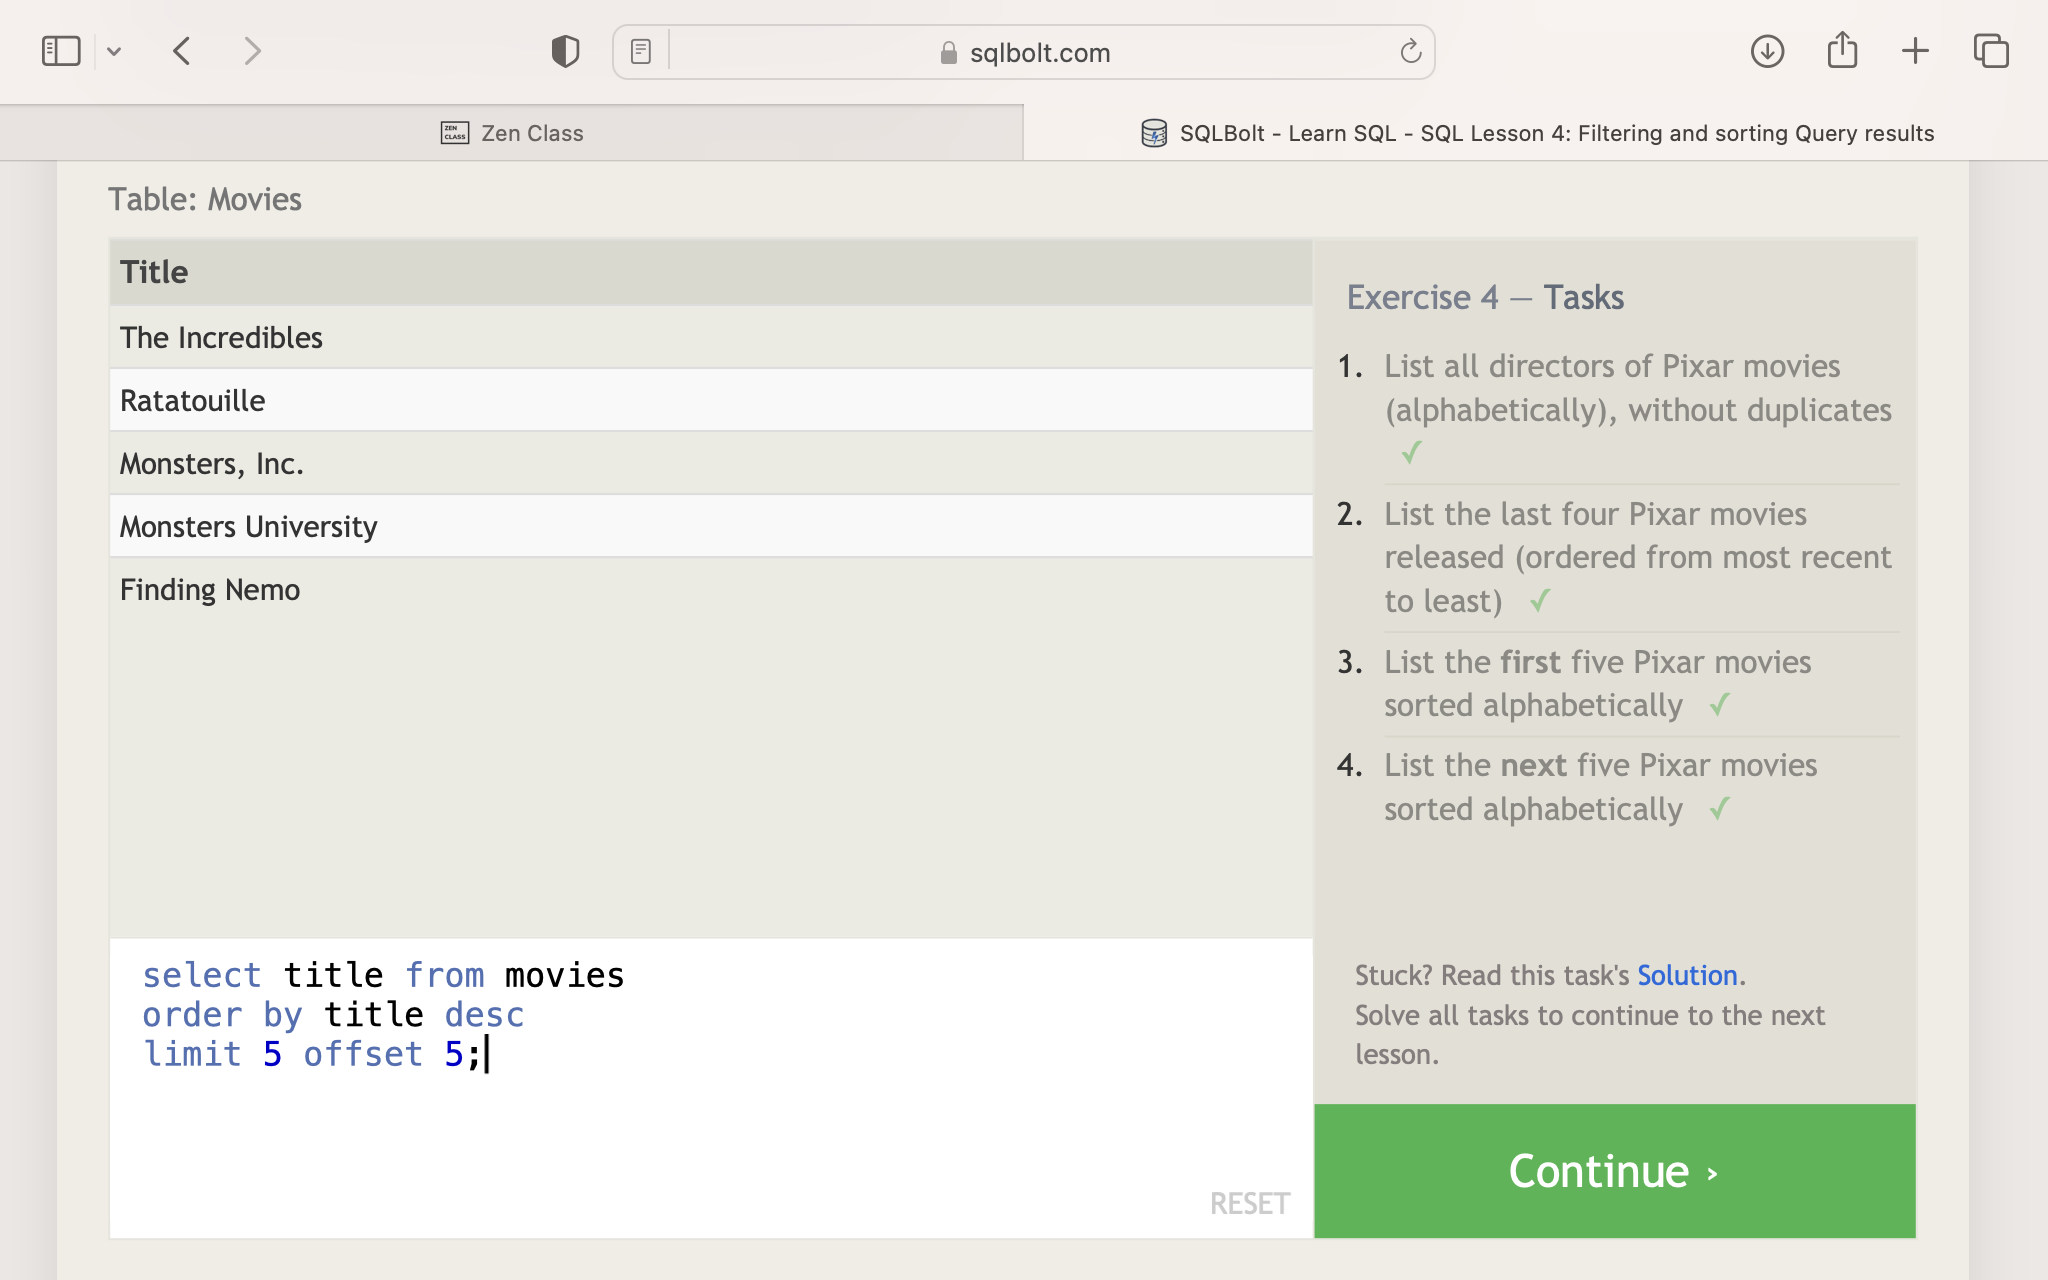 sqlbolt.com
ZEN CLASS Zen Class
SQLBolt - Learn SQL - SQL Lesson 4: Filtering and sorting Query results
Table: Movies
Title
The Incredibles
Ratatouille
Monsters, Inc.
Monsters University
Finding Nemo
select title from movies
order by title desc
limit 5 offset 5;
RESET
Exercise 4 — Tasks
1. List all directors of Pixar movies
(alphabetically), without duplicates
✓
2. List the last four Pixar movies
released (ordered from most recent
to least) ✓
3. List the first five Pixar movies
sorted alphabetically ✓
4. List the next five Pixar movies
sorted alphabetically ✓
Stuck? Read this task's Solution.
Solve all tasks to continue to the next
lesson.
Continue ›